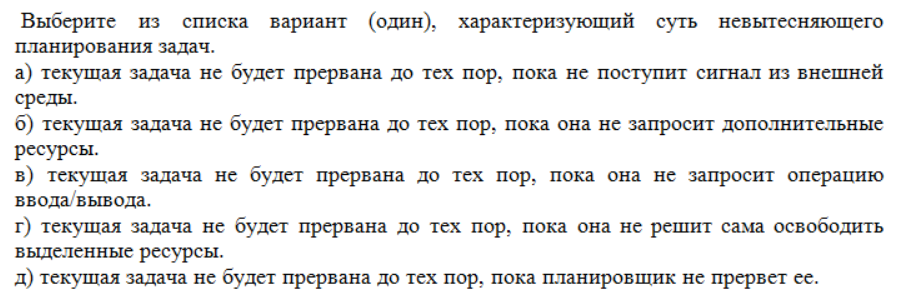 Выберите из списка вариант (один), характеризующий суть невытесняющего
планирования задач.
а) текущая задача не будет прервана до тех пор, пока не поступит сигнал из внешней
среды.
б) текущая задача не будет прервана до тех пор, пока она не запросит дополнительные
ресурсы.
в) текущая задача не будет прервана до тех пор, пока она не запросит операцию
ввода/вывода.
г) текущая задача не будет прервана до тех пор, пока она не решит сама освободить
выделенные ресурсы.
д) текущая задача не будет прервана до тех пор, пока планировщик не прервет ее.